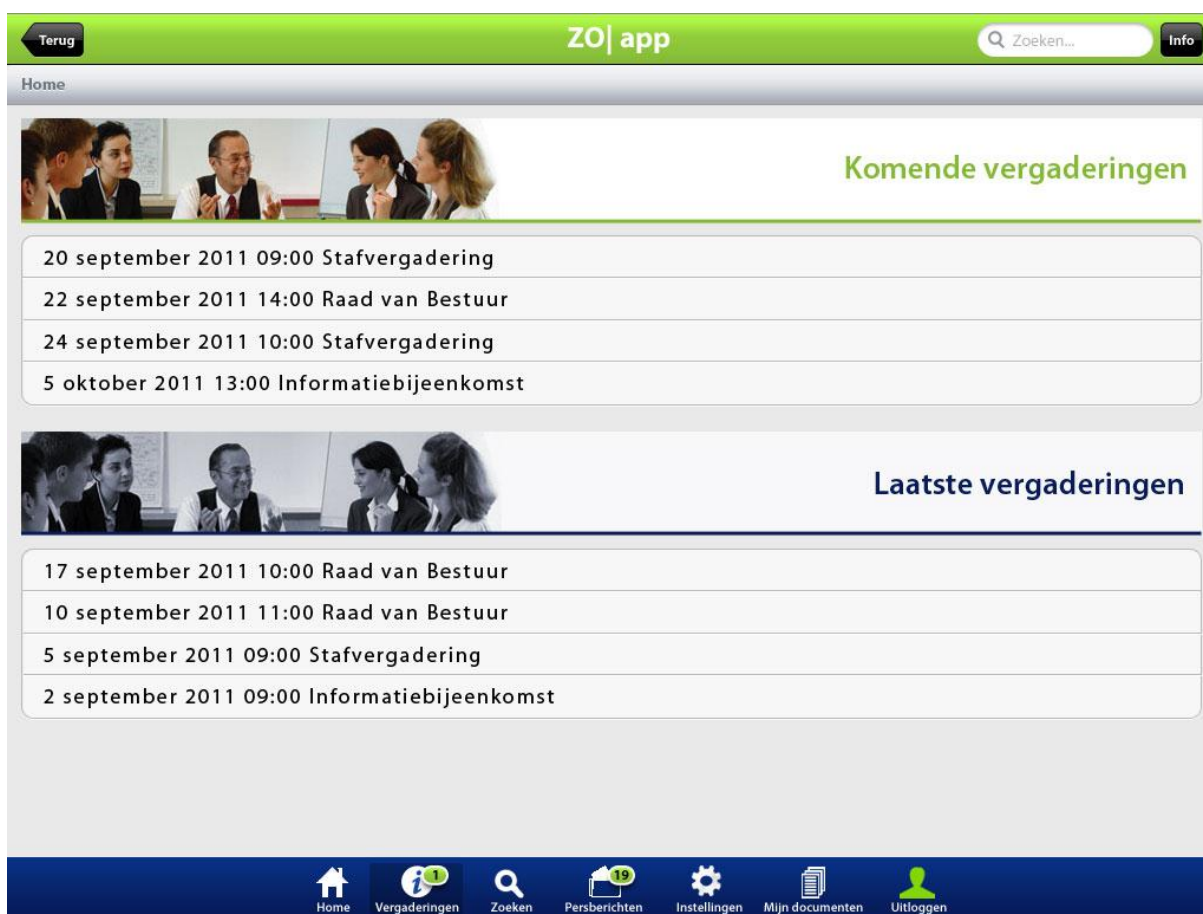 Terug
ZO| app
Zoeken...
Info
Home
Komende vergaderingen
20 september 2011 09:00 Stafvergadering
22 september 2011 14:00 Raad van Bestuur
24 september 2011 10:00 Stafvergadering
5 oktober 2011 13:00 Informatiebijeenkomst
Laatste vergaderingen
17 september 2011 10:00 Raad van Bestuur
10 september 2011 11:00 Raad van Bestuur
5 september 2011 09:00 Stafvergadering
2 september 2011 09:00 Informatiebijeenkomst
i 1 19
Home Vergaderingen Zoeken Persberichten Instellingen Mijn documenten Uitloggen